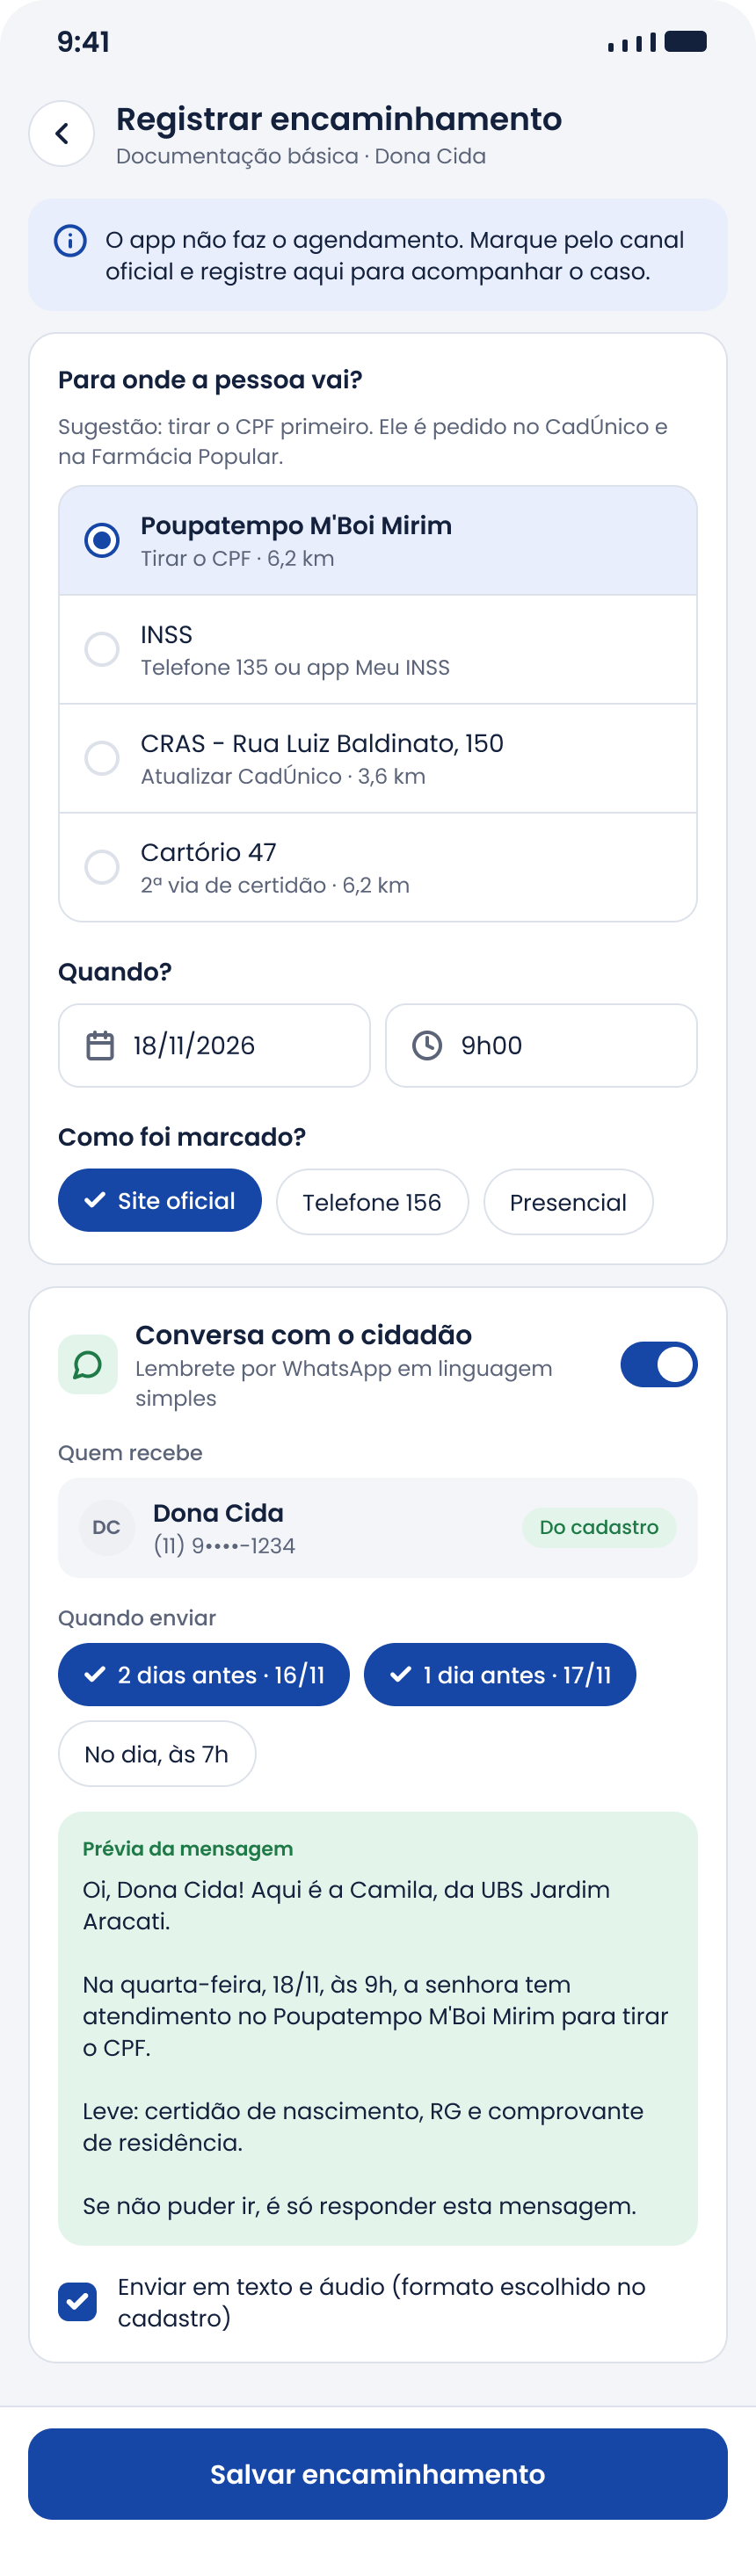 9:41
Registrar encaminhamento
Documentação básica · Dona Cida
O app não faz o agendamento. Marque pelo canal
oficial e registre aqui para acompanhar o caso.
Para onde a pessoa vai?
Sugestão: tirar o CPF primeiro. Ele é pedido no CadÚnico e
na Farmácia Popular.
Poupatempo M'Boi Mirim
Tirar o CPF · 6,2 km
INSS
Telefone 135 ou app Meu INSS
CRAS - Rua Luiz Baldinato, 150
Atualizar CadÚnico · 3,6 km
Cartório 47
2ª via de certidão · 6,2 km
Quando?
18/11/2026
9h00
Como foi marcado?
Site oficial
Telefone 156
Presencial
Conversa com o cidadão
Lembrete por WhatsApp em linguagem
simples
Quem recebe
DC
Dona Cida
(11) 9••••-1234
Do cadastro
Quando enviar
2 dias antes · 16/11
1 dia antes · 17/11
No dia, às 7h
Prévia da mensagem
Oi, Dona Cida! Aqui é a Camila, da UBS Jardim
Aracati.
Na quarta-feira, 18/11, às 9h, a senhora tem
atendimento no Poupatempo M'Boi Mirim para tirar
o CPF.
Leve: certidão de nascimento, RG e comprovante
de residência.
Se não puder ir, é só responder esta mensagem.
Enviar em texto e áudio (formato escolhido no
cadastro)
Salvar encaminhamento